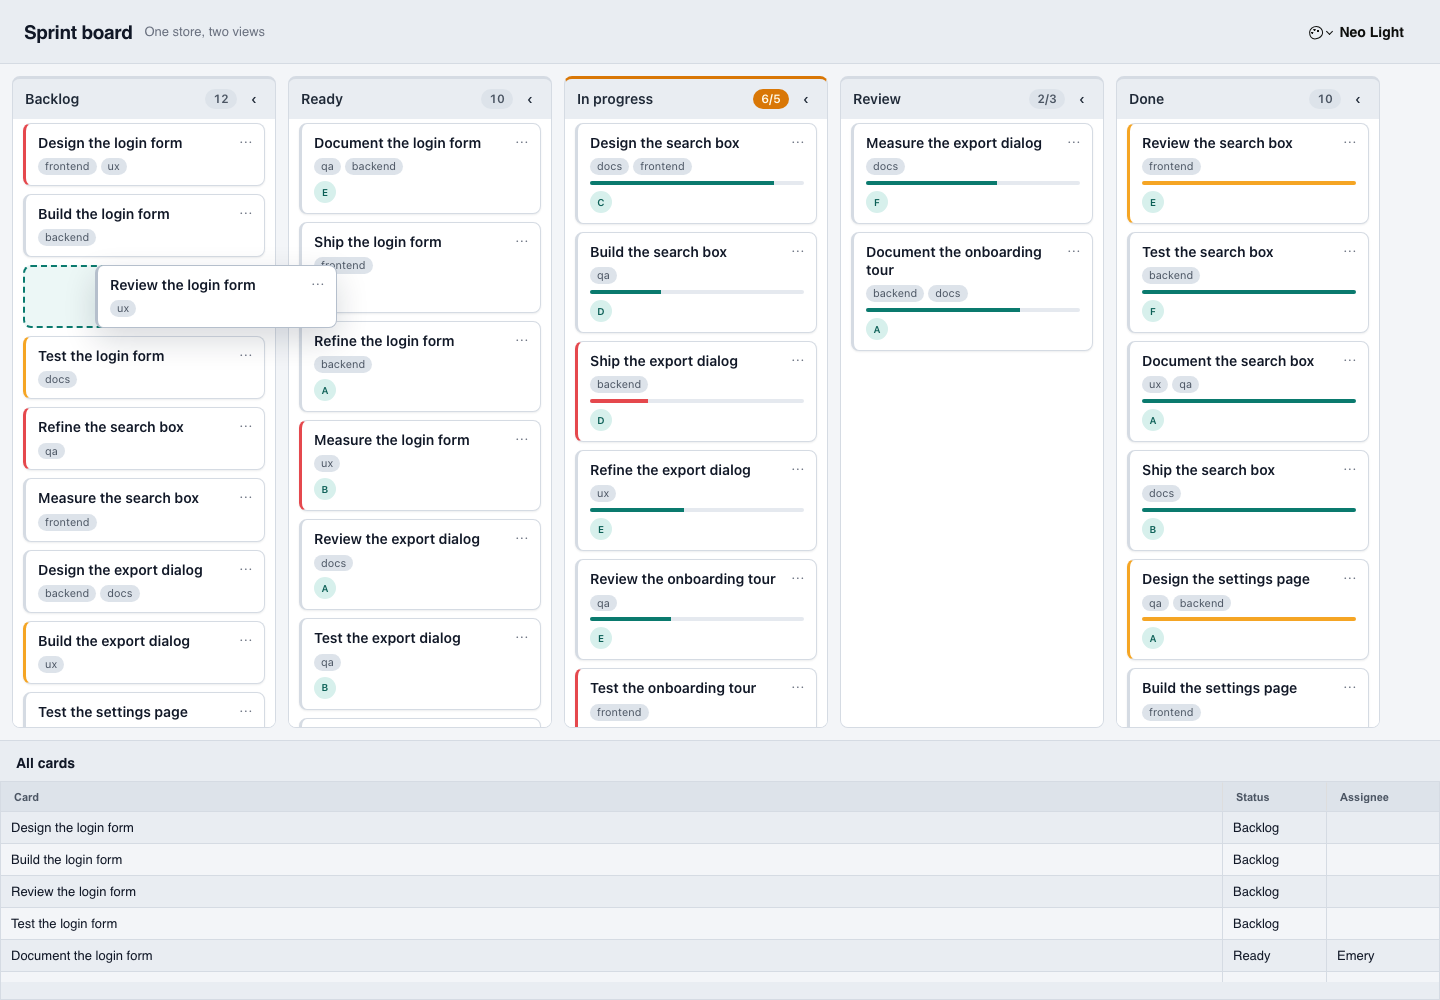 Sprint board
One store, two views
Neo Light
Backlog
12
Design the login form
frontend ux
Build the login form
backend
Review the login form
ux
Test the login form
docs
Refine the search box
qa
Measure the search box
frontend
Design the export dialog
backend docs
Build the export dialog
ux
Test the settings page
Ready
10
Document the login form
qa backend
E
Ship the login form
frontend
Refine the login form
backend
A
Measure the login form
ux
B
Review the export dialog
docs
A
Test the export dialog
qa
B
In progress
6/5
Design the search box
docs frontend
C
Build the search box
qa
D
Ship the export dialog
backend
D
Refine the export dialog
ux
E
Review the onboarding tour
qa
E
Test the onboarding tour
frontend
Review
2/3
Measure the export dialog
docs
F
Document the onboarding
tour
backend docs
A
Done
10
Review the search box
frontend
E
Test the search box
backend
F
Document the search box
ux qa
A
Ship the search box
docs
B
Design the settings page
qa backend
A
Build the settings page
frontend
All cards
Card Status Assignee
Design the login form Backlog
Build the login form Backlog
Review the login form Backlog
Test the login form Backlog
Document the login form Ready Emery